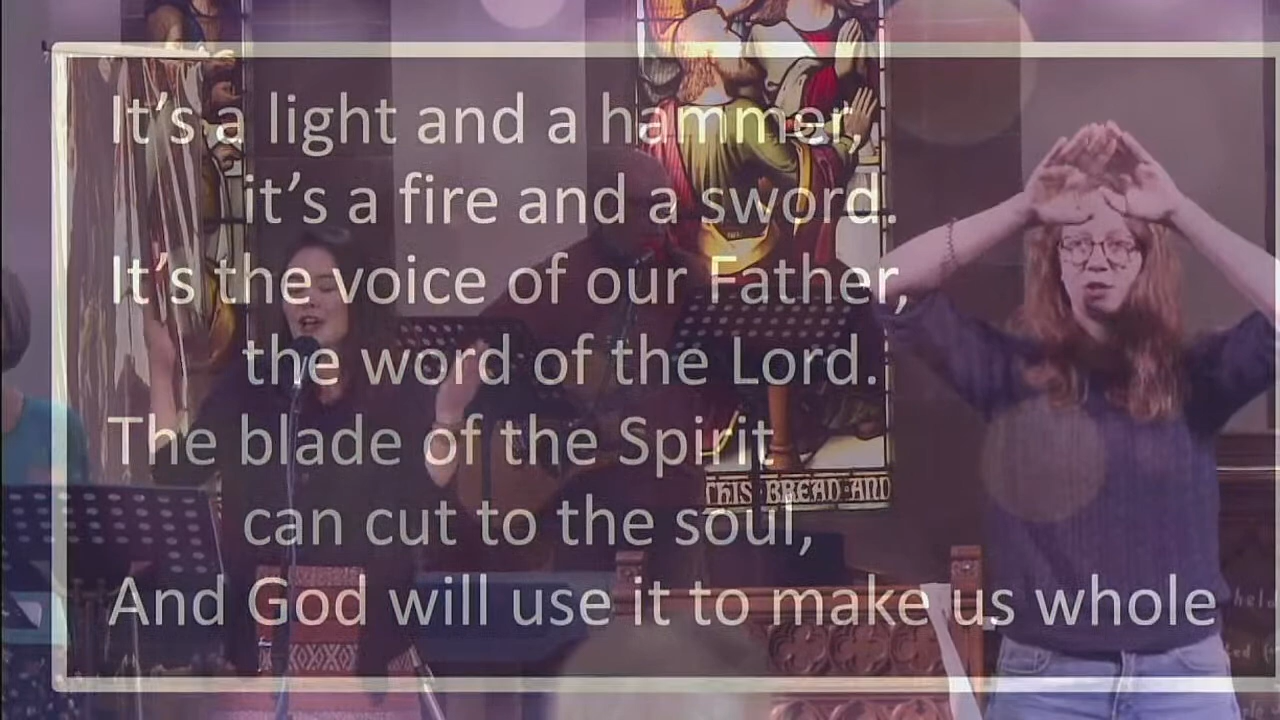 It's a light and a hammer,
it's a fire and a sword.
It's the voice of our Father,
the word of the Lord.
The blade of the Spirit
can cut to the soul,
THIS BREAD AND
And God will use it to make us whole